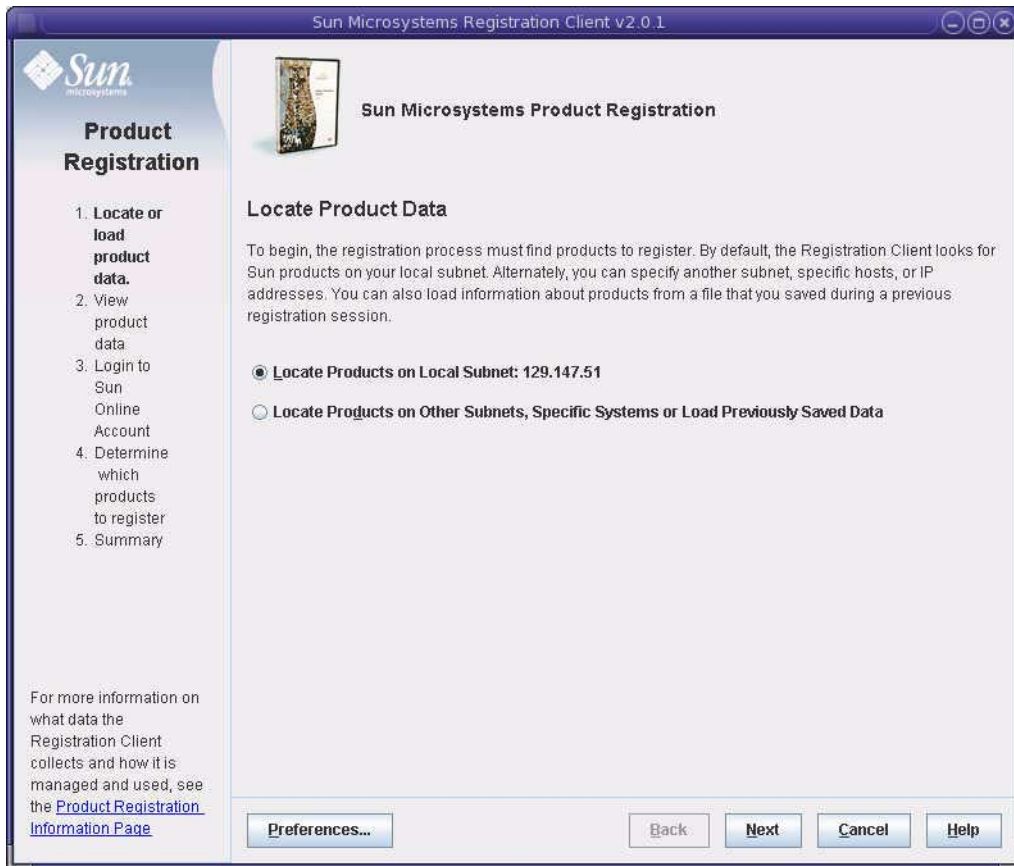 Sun Microsystems Registration Client v2.0.1
Sun
microsystems
Product
Registration
1. Locate or
load
product
data.
2. View
product
data
3. Login to
Sun
Online
Account
4. Determine
which
products
to register
5. Summary
For more information on
what data the
Registration Client
collects and how it is
managed and used, see
the Product Registration
Information Page
Sun Microsystems Product Registration
Locate Product Data
To begin, the registration process must find products to register. By default, the Registration Client looks for
Sun products on your local subnet. Alternately, you can specify another subnet, specific hosts, or IP
addresses. You can also load information about products from a file that you saved during a previous
registration session.
Locate Products on Local Subnet: 129.147.51
Locate Products on Other Subnets, Specific Systems or Load Previously Saved Data
Preferences...
Back
Next
Cancel
Help